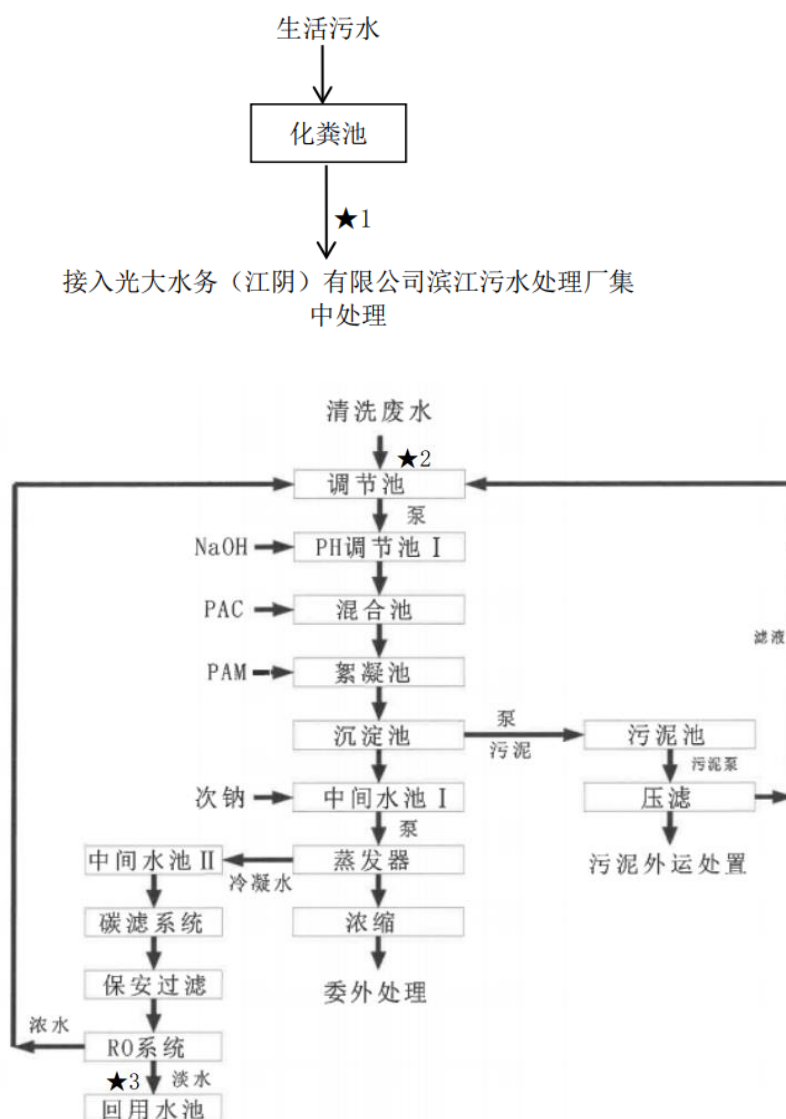 生活污水
化粪池
★1
接入光大水务（江阴）有限公司滨江污水处理厂集
中处理
清洗废水
★2
调节池
泵
NaOH
PH调节池Ⅰ
PAC
混合池
滤液
PAM
絮凝池
泵
沉淀池
污泥
污泥池
污泥泵
次钠
中间水池Ⅰ
压滤
泵
中间水池Ⅱ
冷凝水
蒸发器
污泥外运处置
碳滤系统
浓缩
保安过滤
委外处理
浓水
RO系统
★3
淡水
回用水池